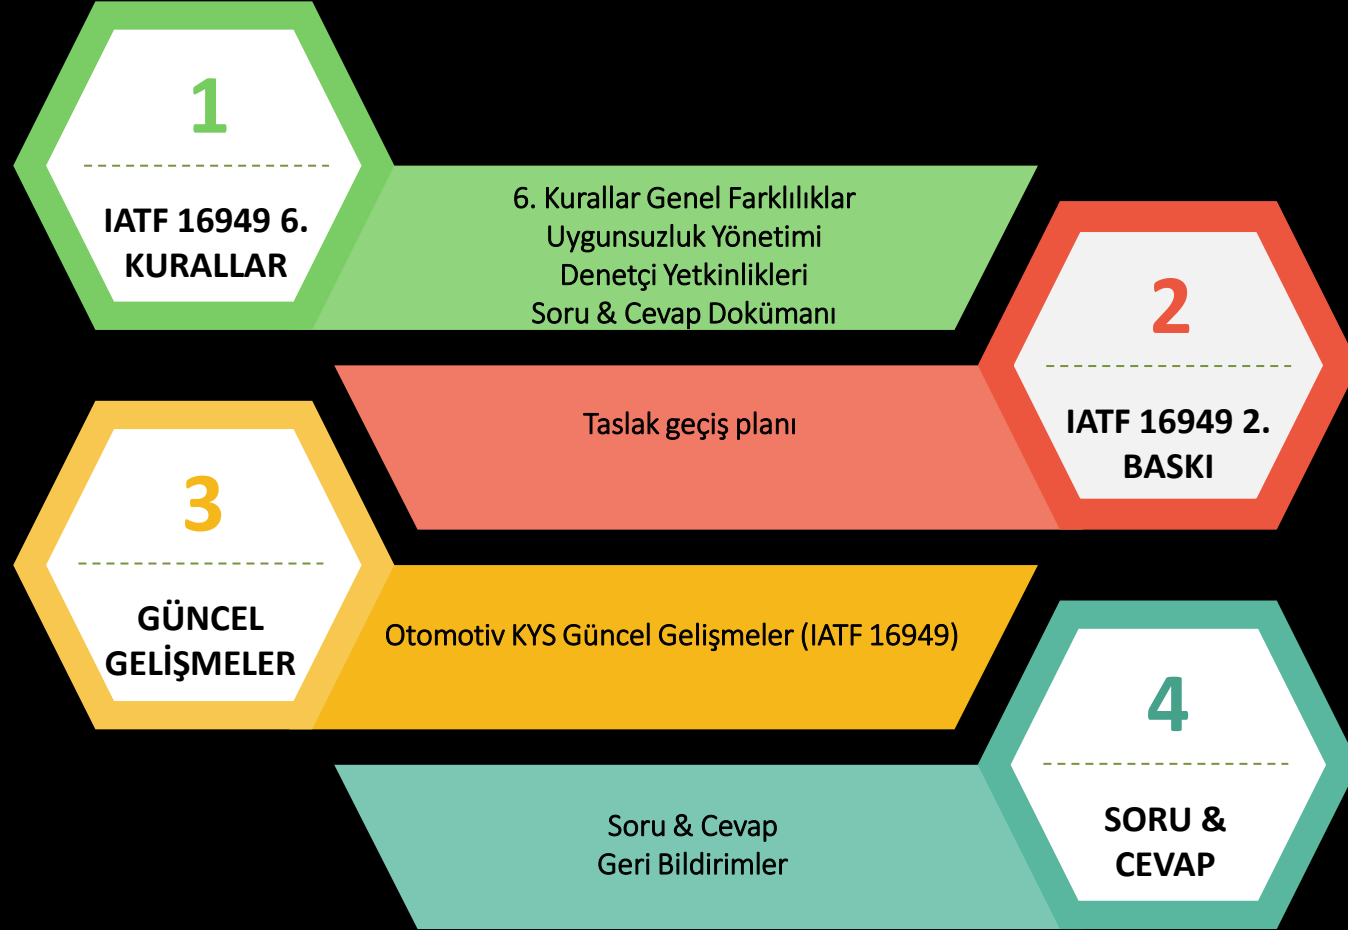 1
IATF 16949 6.
KURALLAR
6. Kurallar Genel Farklılıklar
Uygunsuzluk Yönetimi
Denetçi Yetkinlikleri
Soru & Cevap Dokümanı
2
IATF 16949 2.
BASKI
Taslak geçiş planı
3
GÜNCEL
GELİŞMELER
Otomotiv KYS Güncel Gelişmeler (IATF 16949)
4
SORU &
CEVAP
Soru & Cevap
Geri Bildirimler